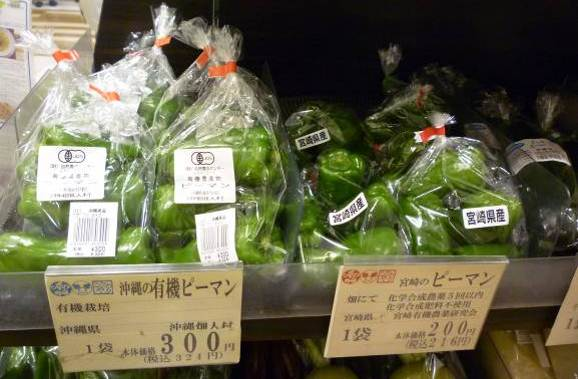 沖縄の有機ピーマン
有機栽培
沖縄県 沖縄畑人村
1袋 本体価格 300円
(税込324円)
宮崎の ピーマン
畑にて 化学合成農薬5回以内
化学合成肥料不使用
宮崎県 宮崎有機農業研究会
1袋 本体価格 200円
(税込216円)
宮崎県産
宮崎県産
宮崎県産
ピーマン
¥300